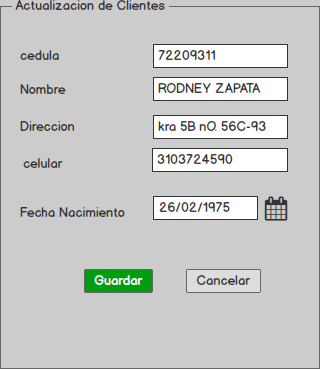 Actualizacion de Clientes
cedula 72209311
Nombre RODNEY ZAPATA
Direccion kra 5B nO. 56C-93
celular 3103724590
Fecha Nacimiento 26/02/1975
Guardar Cancelar